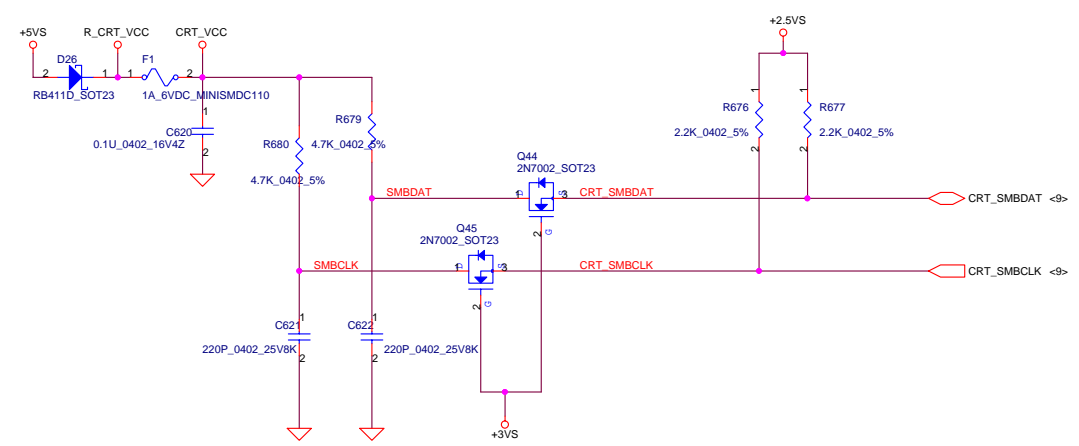 +5VS
R_CRT_VCC
CRT_VCC
+2.5VS
D26
F1
2
1
1
2
RB411D_SOT23
1A_6VDC_MINISMDC110
1
C620
0.1U_0402_16V4Z
2
R680
4.7K_0402_5%
R679
4.7K_0402_5%
1
1
R676
R677
2.2K_0402_5%
2.2K_0402_5%
2
2
Q44
2N7002_SOT23
SMBDAT
1
D
S
3
CRT_SMBDAT
CRT_SMBDAT <9>
2
G
Q45
2N7002_SOT23
SMBCLK
1
D
S
3
CRT_SMBCLK
CRT_SMBCLK <9>
2
G
C621
1
C622
1
220P_0402_25V8K
220P_0402_25V8K
2
2
+3VS